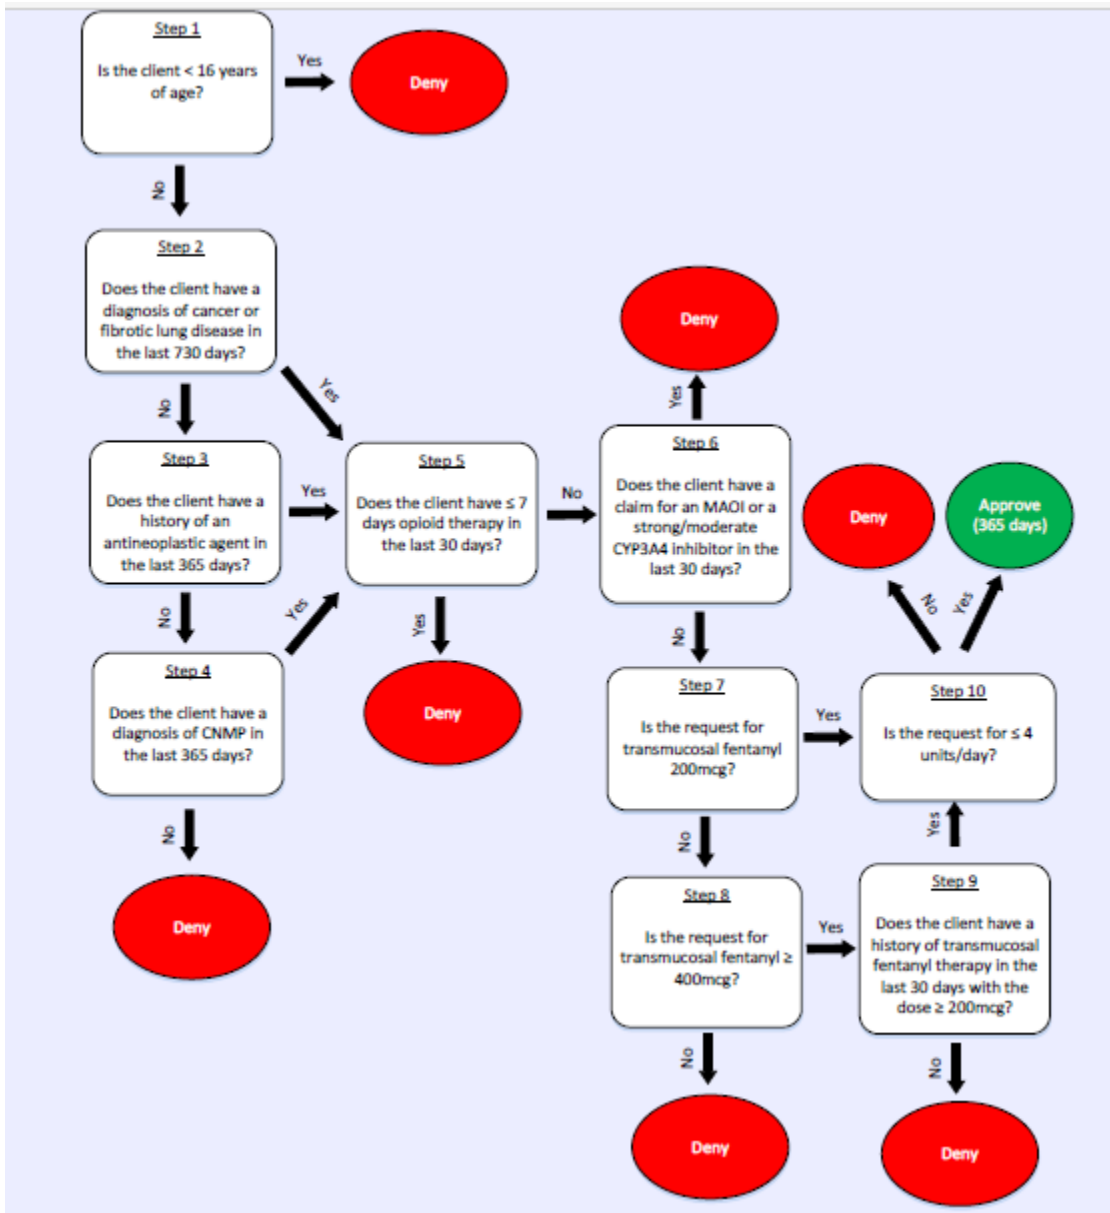 Step 1
Is the client < 16 years
of age?
Yes
Deny
No
Step 2
Does the client have a
diagnosis of cancer or
fibrotic lung disease in
the last 730 days?
Yes
No
Step 3
Does the client have a
history of an
antineoplastic agent in
the last 365 days?
Yes
No
Step 4
Does the client have a
diagnosis of CNMP in
the last 365 days?
Yes
No
Deny
Step 5
Does the client have ≤ 7
days opioid therapy in
the last 30 days?
No
Yes
Deny
Step 6
Does the client have a
claim for an MAOI or a
strong/moderate
CYP3A4 inhibitor in the
last 30 days?
Yes
Deny
No
Step 7
Is the request for
transmucosal fentanyl
200mcg?
Yes
No
Step 8
Is the request for
transmucosal fentanyl ≥
400mcg?
Yes
No
Deny
Step 9
Does the client have a
history of transmucosal
fentanyl therapy in the
last 30 days with the
dose ≥ 200mcg?
Yes
No
Deny
Step 10
Is the request for ≤ 4
units/day?
No
Yes
Deny
Approve
(365 days)